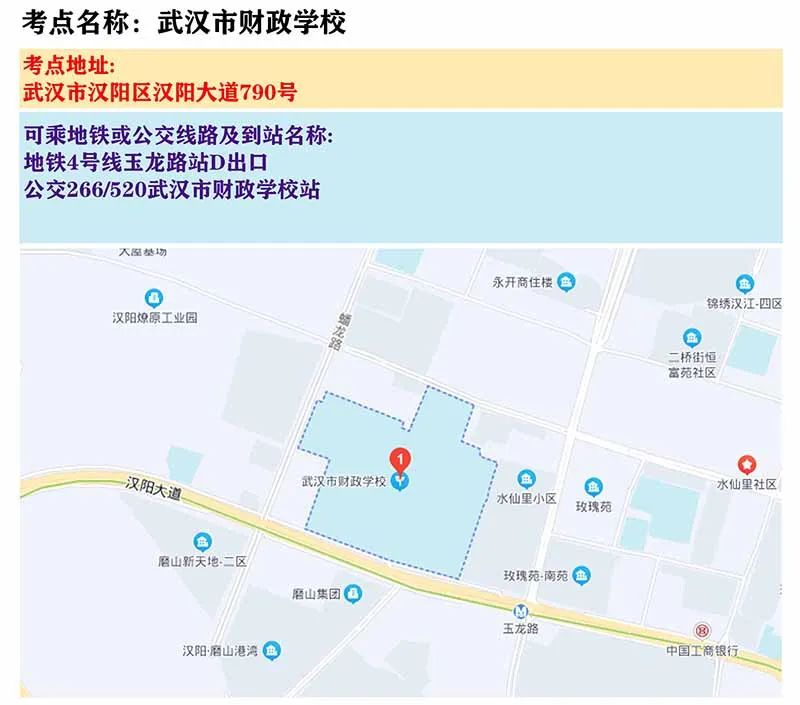 考点名称：武汉市财政学校
考点地址:
武汉市汉阳区汉阳大道790号
可乘地铁或公交线路及到站名称:
地铁4号线玉龙路站D出口
公交266/520武汉市财政学校站
永开商住楼
锦绣汉江-四区
汉阳燎原工业园
蟠龙路
二桥街恒
富苑社区
1
武汉市财政学校
水仙里小区
玫瑰苑
水仙里社区
汉阳大道
磨山新天地-二区
玫瑰苑-南苑
磨山集团
玉龙路
汉阳·磨山港湾
中国工商银行